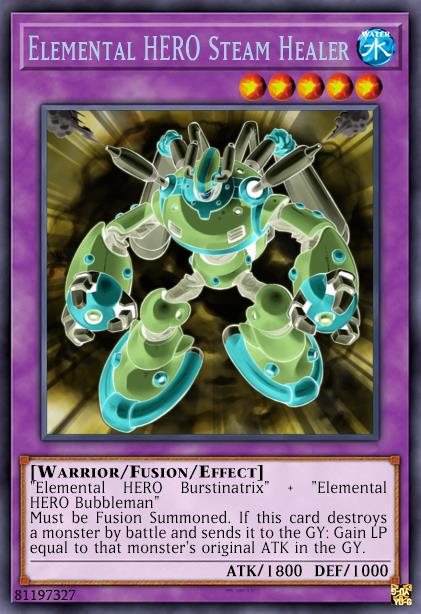 Elemental HERO Steam Healer
WATER
水
[Warrior/Fusion/Effect]
"Elemental HERO Burstinatrix" + "Elemental
HERO Bubbleman"
Must be Fusion Summoned. If this card destroys
a monster by battle and sends it to the GY: Gain LP
equal to that monster's original ATK in the GY.
ATK/1800 DEF/1000
81197327